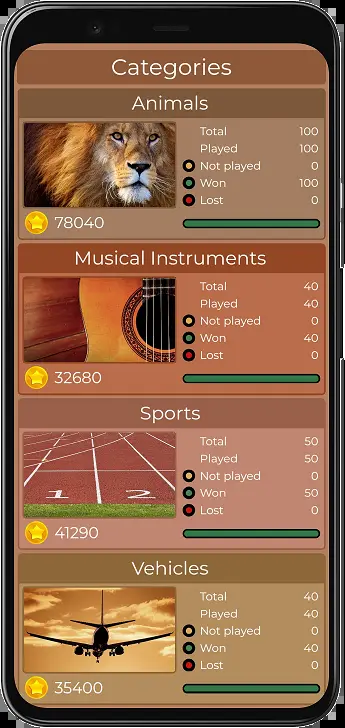 Categories
Animals
Total 100
Played 100
Not played 0
Won 100
Lost 0
78040
Musical Instruments
Total 40
Played 40
Not played 0
Won 40
Lost 0
32680
Sports
Total 50
Played 50
Not played 0
Won 50
Lost 0
1 2
41290
Vehicles
Total 40
Played 40
Not played 0
Won 40
Lost 0
35400